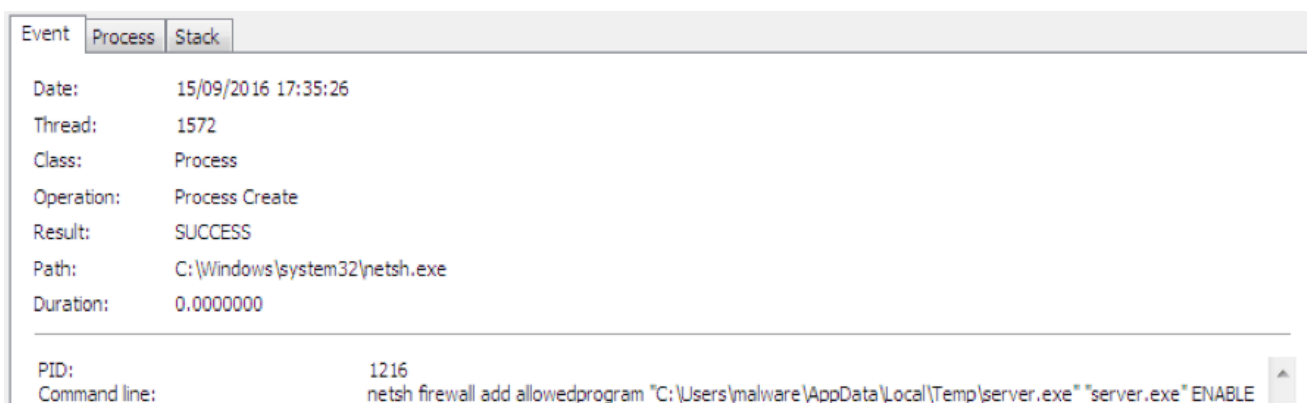 Event Process Stack
Date: 15/09/2016 17:35:26
Thread: 1572
Class: Process
Operation: Process Create
Result: SUCCESS
Path: C:\Windows\system32\netsh.exe
Duration: 0.0000000
PID: 1216
Command line: netsh firewall add allowedprogram "C:\Users\malware\AppData\Local\Temp\server.exe" "server.exe" ENABLE